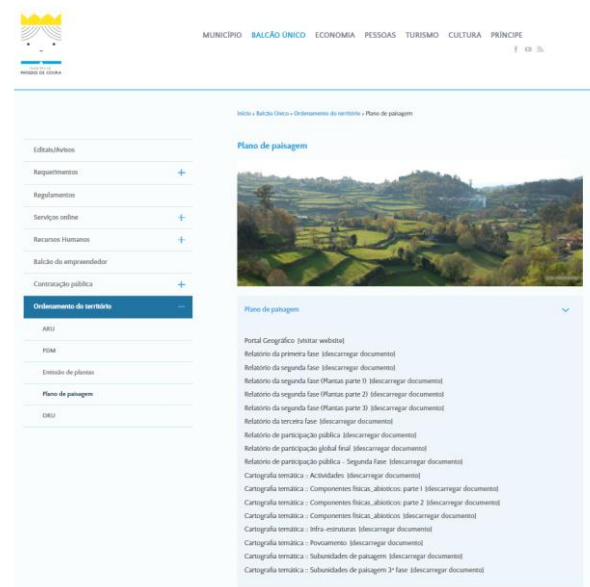 MUNICÍPIO BALCÃO ÚNICO ECONOMIA PESSOAS TURISMO CULTURA PRÍNCIPE
PAREDES DE COURA
Início » Balcão Único » Ordenamento do território » Plano de paisagem
Editais/Avisos
Requerimentos +
Regulamentos
Serviços online +
Recursos Humanos +
Balcão do empreendedor
Contratação pública +
Ordenamento do território –
ARU
PDM
Emissão de plantas
Plano de paisagem
ORU
Plano de paisagem
Plano de paisagem
Portal Geográfico [visitar website]
Relatório da primeira fase [descarregar documento]
Relatório da segunda fase [descarregar documento]
Relatório da segunda fase (Plantas parte 1) [descarregar documento]
Relatório da segunda fase (Plantas parte 2) [descarregar documento]
Relatório da segunda fase (Plantas parte 3) [descarregar documento]
Relatório da terceira fase [descarregar documento]
Relatório de participação pública [descarregar documento]
Relatório de participação global final [descarregar documento]
Relatório de participação pública - Segunda Fase [descarregar documento]
Cartografia temática :: Actividades [descarregar documento]
Cartografia temática :: Componentes físicas_abioticos: parte 1 [descarregar documento]
Cartografia temática :: Componentes físicas_abioticos: parte 2 [descarregar documento]
Cartografia temática :: Componentes físicas_abioticos [descarregar documento]
Cartografia temática :: Infra-estruturas [descarregar documento]
Cartografia temática :: Povoamento [descarregar documento]
Cartografia temática :: Subunidades de paisagem [descarregar documento]
Cartografia temática :: Subunidades de paisagem 3ª fase [descarregar documento]